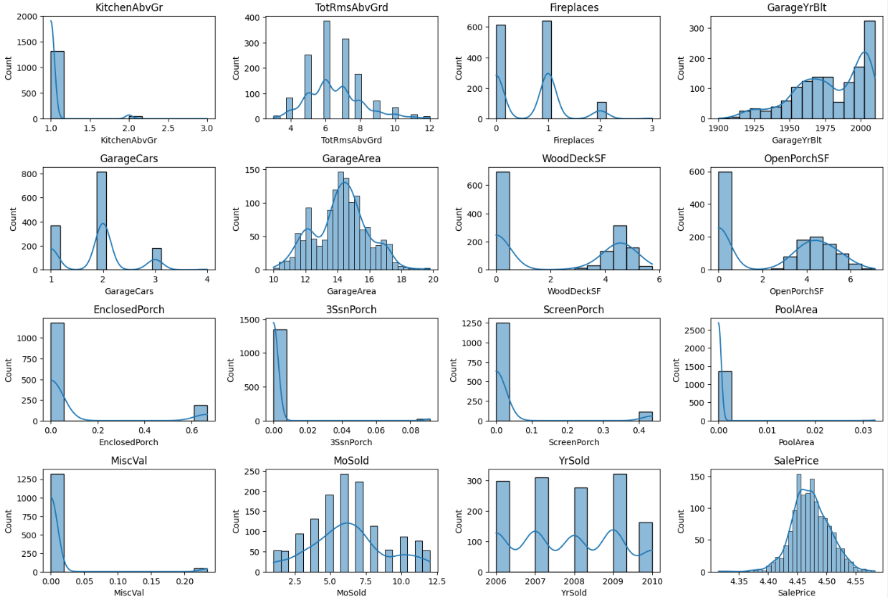 KitchenAbvGr TotRmsAbvGrd Fireplaces GarageYrBlt
2000 1500 1000 500 0 Count
400 300 200 100 0 Count
600 400 200 0 Count
300 200 100 0 Count
1.0 1.5 2.0 2.5 3.0 4 6 8 10 12 0 1 2 3 1900 1925 1950 1975 2000
KitchenAbvGr TotRmsAbvGrd Fireplaces GarageYrBlt
GarageCars GarageArea WoodDeckSF OpenPorchSF
800 600 400 200 0 Count
150 100 50 0 Count
600 400 200 0 Count
600 400 200 0 Count
1 2 3 4 10 12 14 16 18 20 0 2 4 6 0 2 4 6
GarageCars GarageArea WoodDeckSF OpenPorchSF
EnclosedPorch 3SsnPorch ScreenPorch PoolArea
1000 750 500 250 0 Count
1500 1000 500 0 Count
1250 1000 750 500 250 0 Count
2500 2000 1500 1000 500 0 Count
0.0 0.2 0.4 0.6 0.00 0.02 0.04 0.06 0.08 0.0 0.1 0.2 0.3 0.4 0.00 0.01 0.02 0.03
EnclosedPorch 3SsnPorch ScreenPorch PoolArea
MiscVal MoSold YrSold SalePrice
1250 1000 750 500 250 0 Count
250 200 150 100 50 0 Count
300 200 100 0 Count
150 100 50 0 Count
0.00 0.05 0.10 0.15 0.20 2.5 5.0 7.5 10.0 12.5 2006 2007 2008 2009 2010 4.35 4.40 4.45 4.50 4.55
MiscVal MoSold YrSold SalePrice